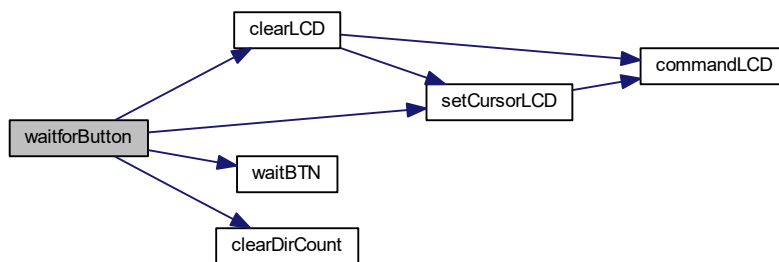 clearLCD
commandLCD
setCursorLCD
waitforButton
waitBTN
clearDirCount